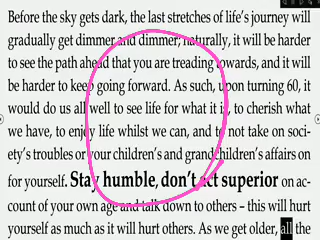 Before the sky gets dark, the last stretches of life's journey will
gradually get dimmer and dimmer; naturally, it will be harder
to see the path ahead that you are treading towards, and it will
be harder to keep going forward. As such, upon turning 60, it
would do us all well to see life for what it is, to cherish what
we have, to enjoy life whilst we can, and to not take on soci-
ety's troubles or your children's and grandchildren's affairs on
for yourself. Stay humble, don't act superior on ac-
count of your own age and talk down to others – this will hurt
yourself as much as it will hurt others. As we get older, all the